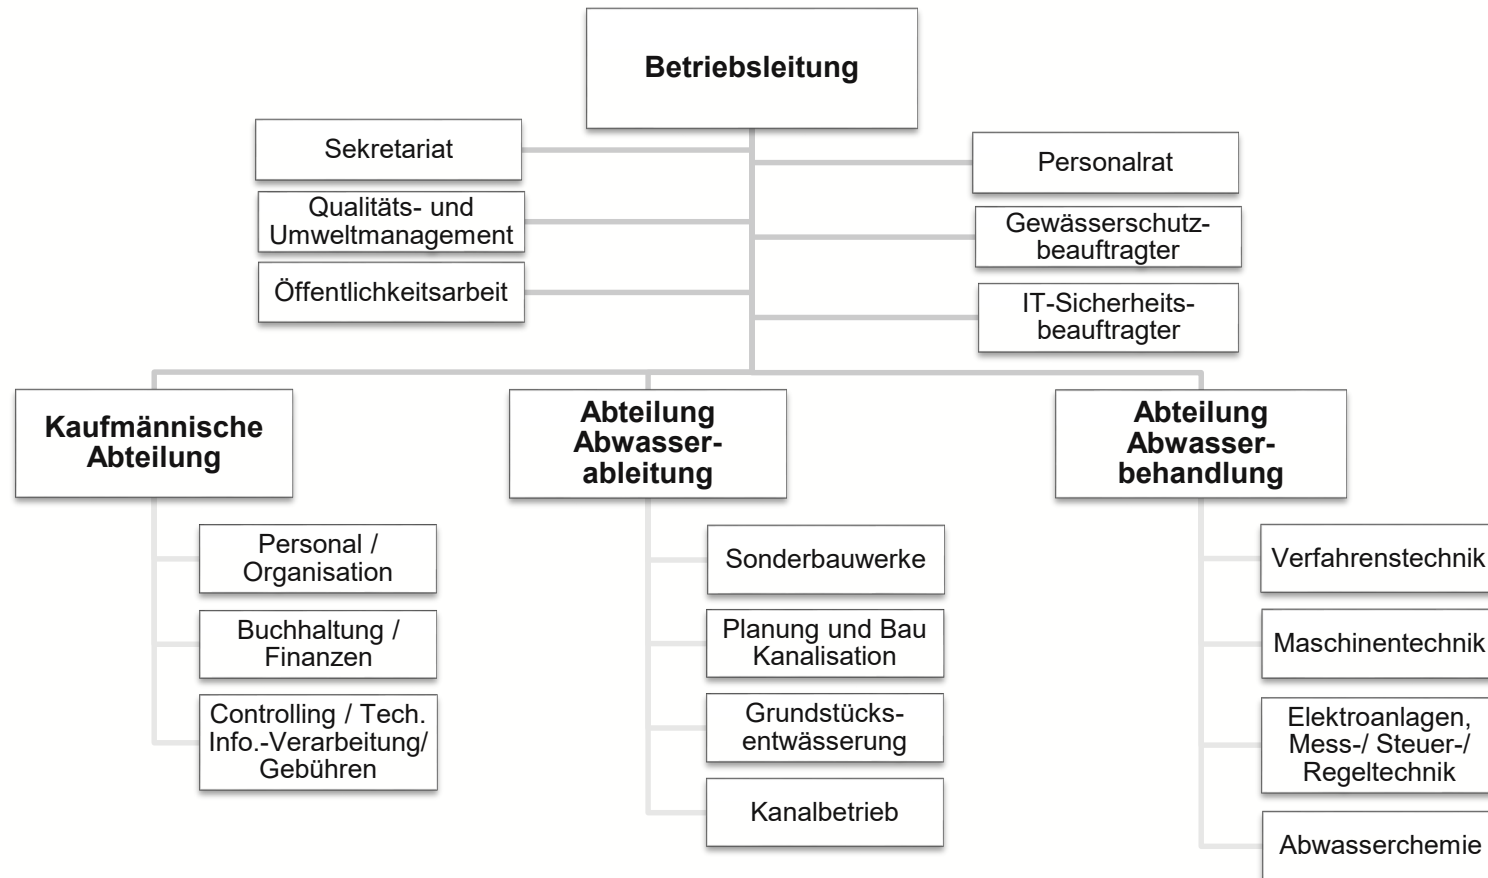 Betriebsleitung
Sekretariat
Qualitäts- und
Umweltmanagement
Öffentlichkeitsarbeit
Personalrat
Gewässerschutz-
beauftragter
IT-Sicherheits-
beauftragter
Kaufmännische
Abteilung
Personal /
Organisation
Buchhaltung /
Finanzen
Controlling / Tech.
Info.-Verarbeitung/
Gebühren
Abteilung
Abwasser-
ableitung
Sonderbauwerke
Planung und Bau
Kanalisation
Grundstücks-
entwässerung
Kanalbetrieb
Abteilung
Abwasser-
behandlung
Verfahrenstechnik
Maschinentechnik
Elektroanlagen,
Mess-/ Steuer-/
Regeltechnik
Abwasserchemie